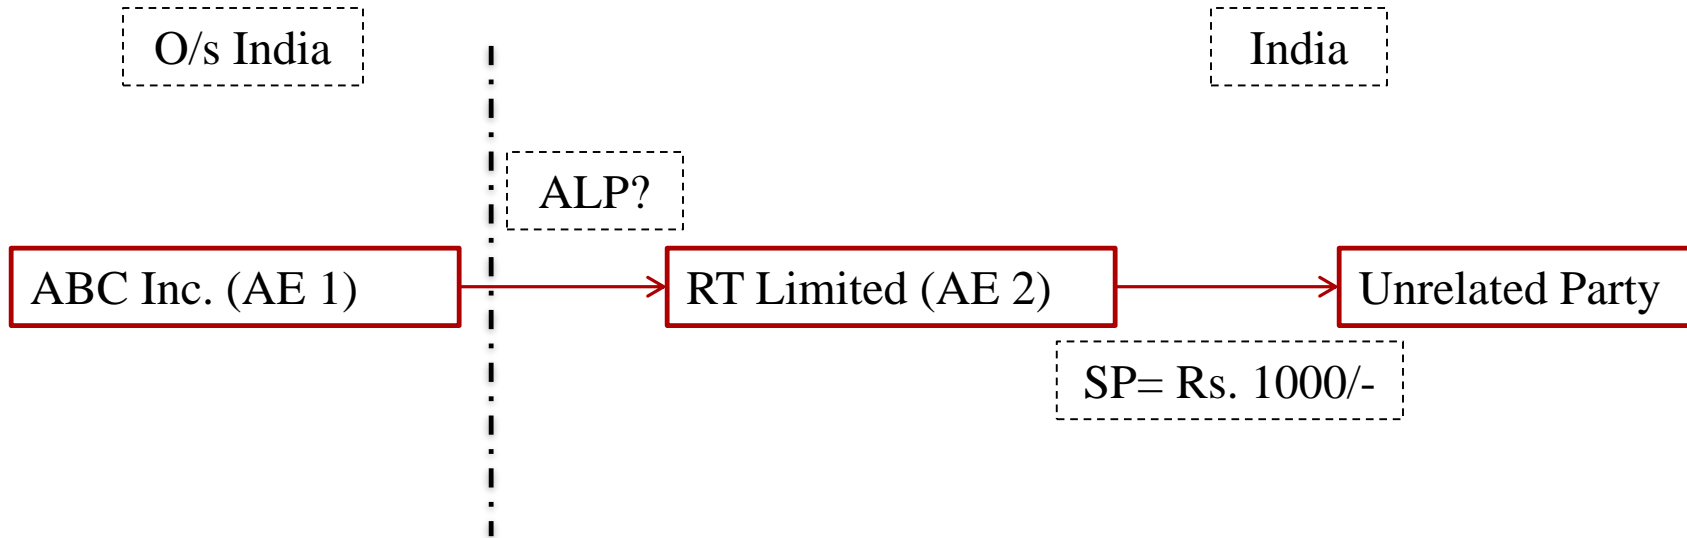 O/s India
India
ALP?
ABC Inc. (AE 1)
RT Limited (AE 2)
Unrelated Party
SP= Rs. 1000/-